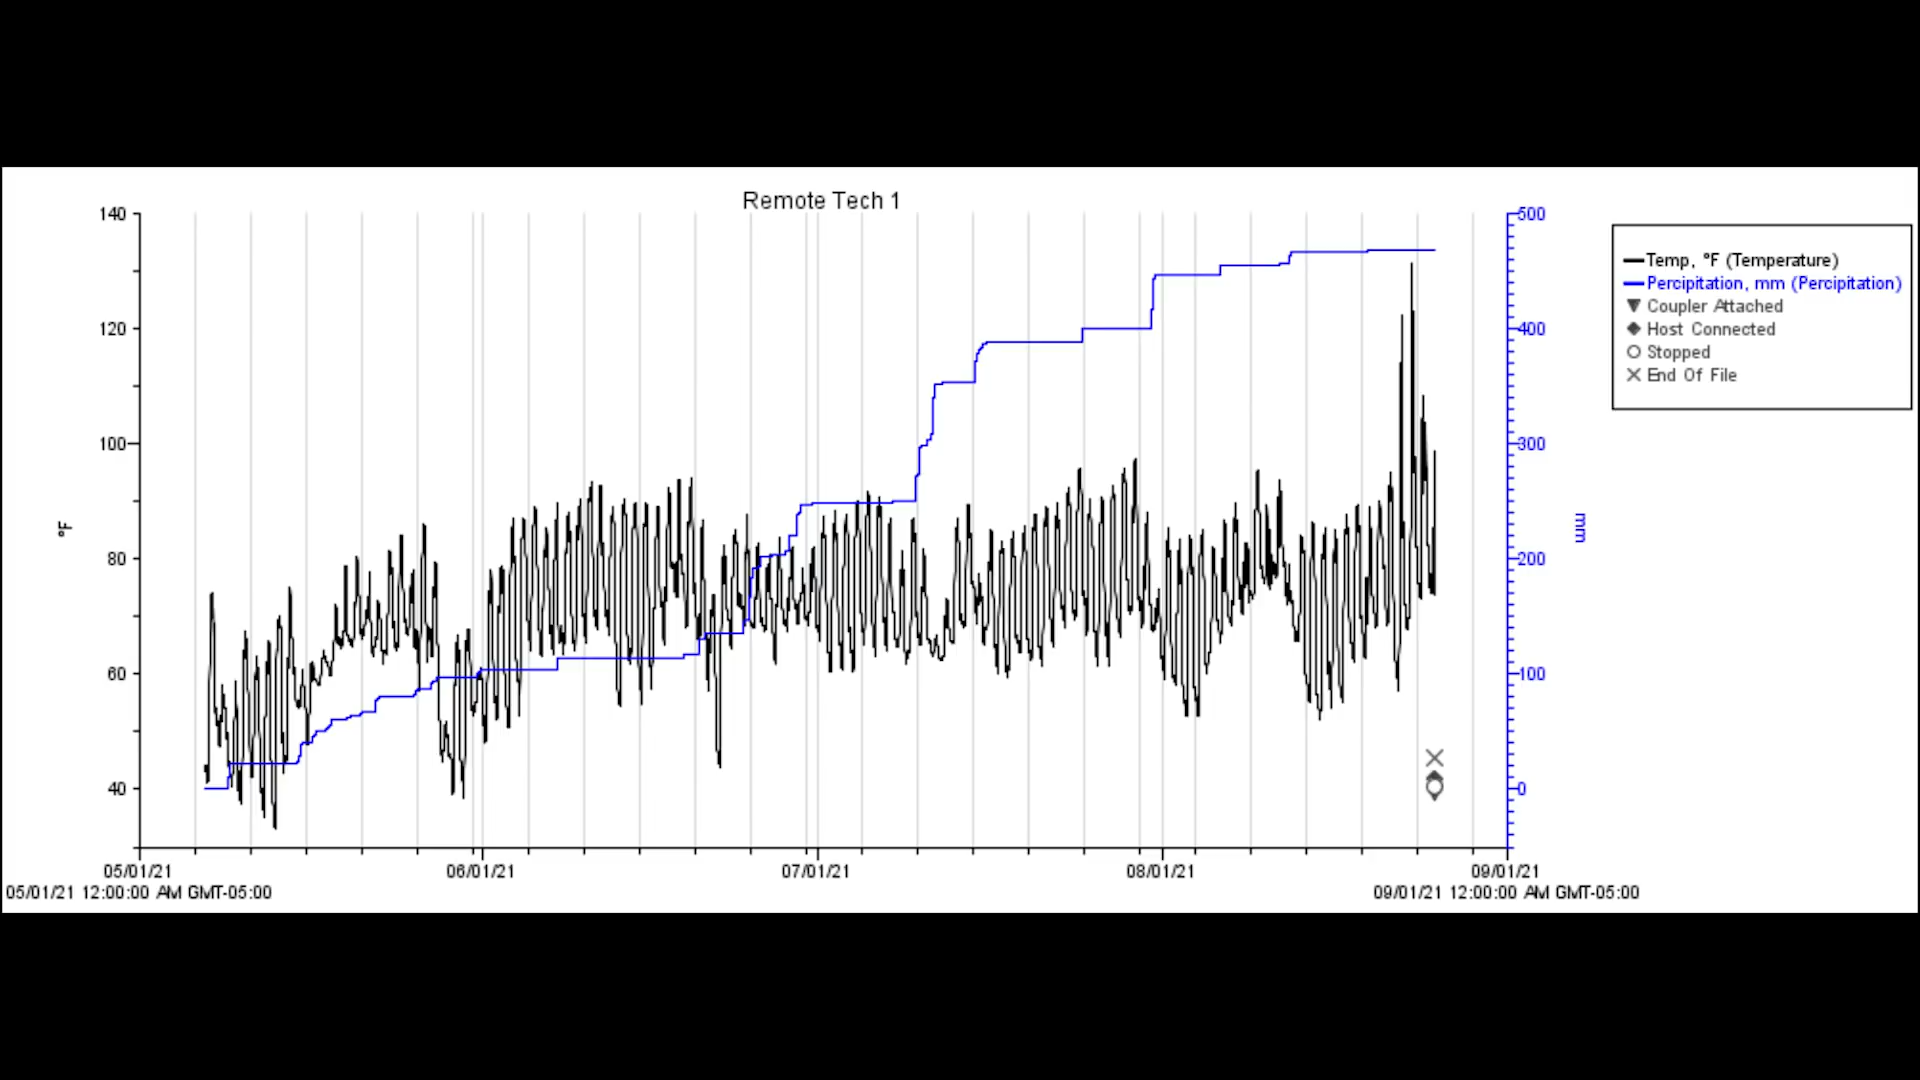 Remote Tech 1
140
120
100
80
60
40
°F
500
400
300
200
100
0
mm
Temp, °F (Temperature)
Percipitation, mm (Percipitation)
Coupler Attached
Host Connected
Stopped
End Of File
05/01/21
06/01/21
07/01/21
08/01/21
09/01/21
05/01/21 12:00:00 AM GMT-05:00
09/01/21 12:00:00 AM GMT-05:00